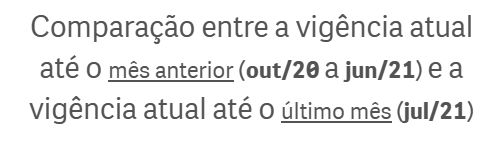 Comparação entre a vigência atual
até o mês anterior (out/20 a jun/21) e a
vigência atual até o último mês (jul/21)